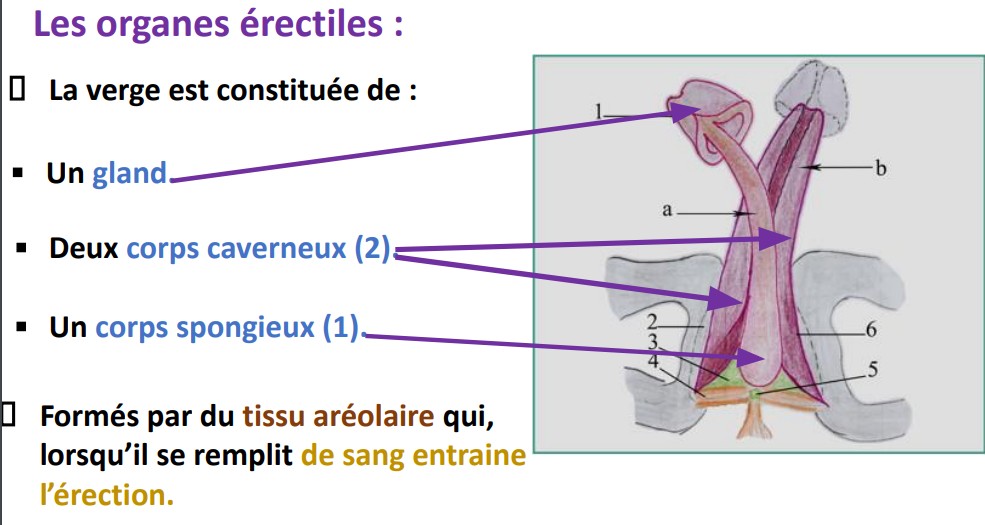 Les organes érectiles :
La verge est constituée de :
▪ Un gland.
▪ Deux corps caverneux (2).
▪ Un corps spongieux (1).
Formés par du tissu aréolaire qui,
lorsqu’il se remplit de sang entraine
l’érection.
1
b
a
2
3
4
6
5